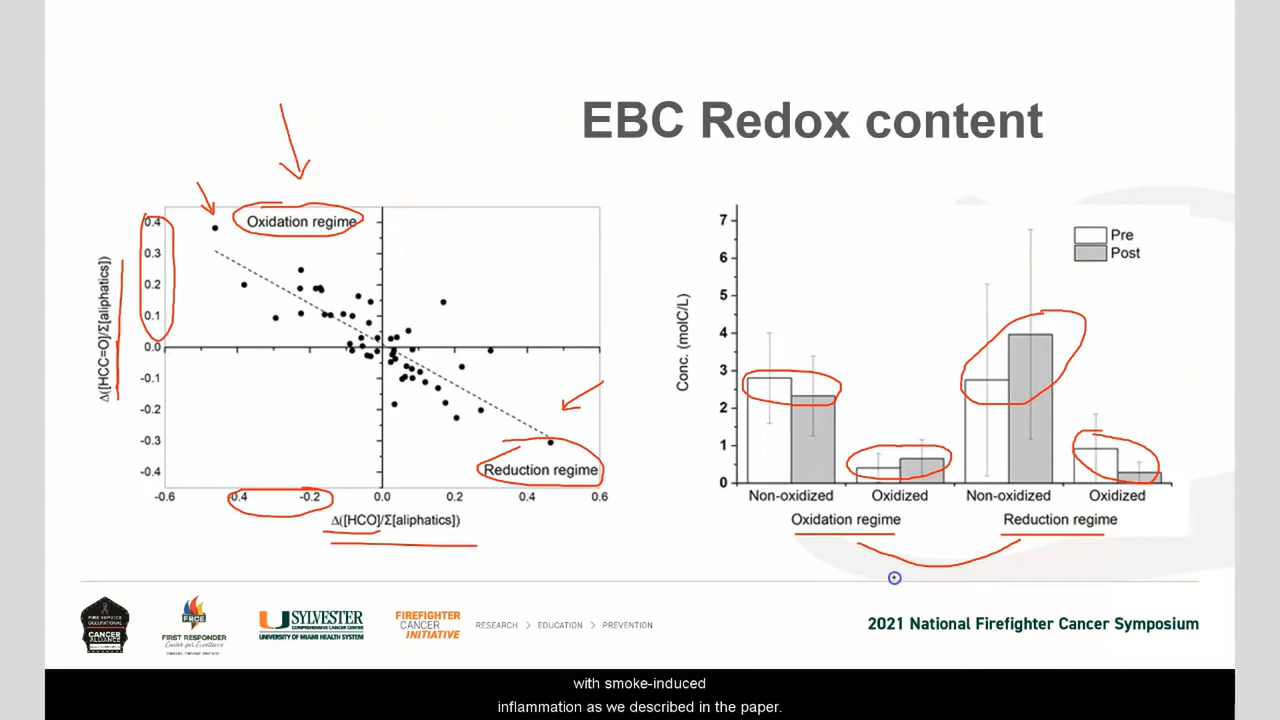 EBC Redox content
Oxidation regime
Reduction regime
0.4
0.3
0.2
0.1
0.0
-0.1
-0.2
-0.3
-0.4
-0.6
-0.4
-0.2
0.0
0.2
0.4
0.6
Δ([HCC=O]/Σ[aliphatics])
Δ([HCO]/Σ[aliphatics])
Conc. (molC/L)
7
6
5
4
3
2
1
0
Pre
Post
Non-oxidized
Oxidized
Non-oxidized
Oxidized
Oxidation regime
Reduction regime
FIRE SERVICE
OCCUPATIONAL
CANCER
ALLIANCE
FRCE
FIRST RESPONDER
Center for Excellence
U SYLVESTER
COMPREHENSIVE CANCER CENTER
UNIVERSITY OF MIAMI HEALTH SYSTEM
FIREFIGHTER
CANCER
INITIATIVE
RESEARCH > EDUCATION > PREVENTION
2021 National Firefighter Cancer Symposium
with smoke-induced
inflammation as we described in the paper.